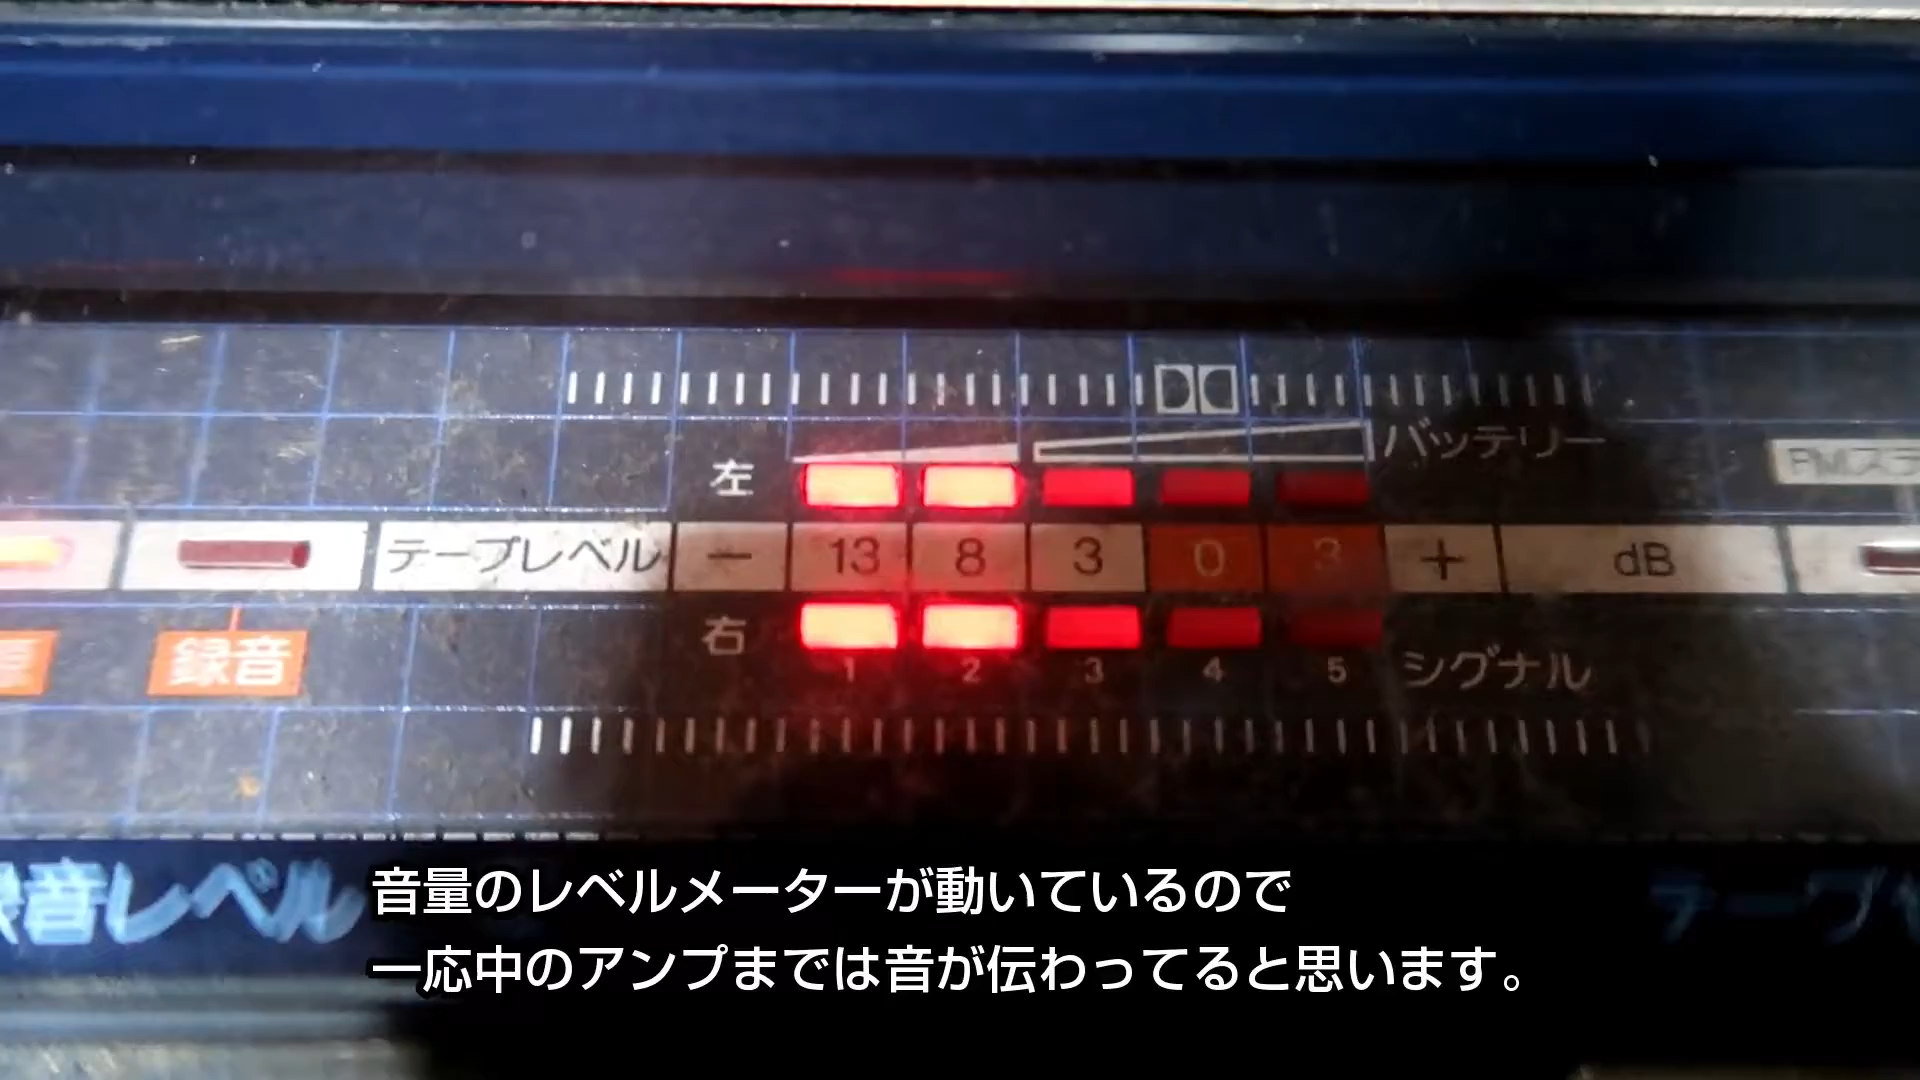 バッテリー
左
テープレベル － 13 8 3 0 3 ＋ dB
右
1 2 3 4 5 シグナル
録音
音レベル
音量のレベルメーターが動いているので
一応中のアンプまでは音が伝わってると思います。